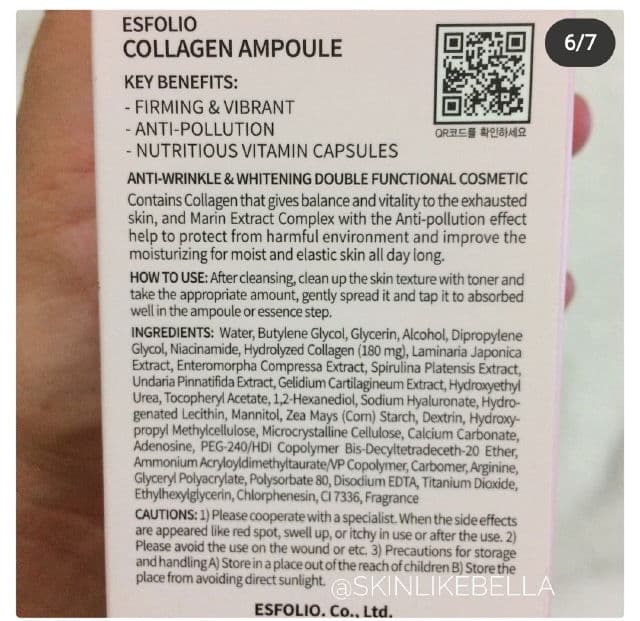 ESFOLIO
COLLAGEN AMPOULE
6/7
KEY BENEFITS:
- FIRMING & VIBRANT
- ANTI-POLLUTION
- NUTRITIOUS VITAMIN CAPSULES
QR코드를 확인하세요
ANTI-WRINKLE & WHITENING DOUBLE FUNCTIONAL COSMETIC
Contains Collagen that gives balance and vitality to the exhausted
skin, and Marin Extract Complex with the Anti-pollution effect
help to protect from harmful environment and improve the
moisturizing for moist and elastic skin all day long.
HOW TO USE: After cleansing, clean up the skin texture with toner and
take the appropriate amount, gently spread it and tap it to absorbed
well in the ampoule or essence step.
INGREDIENTS: Water, Butylene Glycol, Glycerin, Alcohol, Dipropylene
Glycol, Niacinamide, Hydrolyzed Collagen (180 mg), Laminaria Japonica
Extract, Enteromorpha Compressa Extract, Spirulina Platensis Extract,
Undaria Pinnatifida Extract, Gelidium Cartilagineum Extract, Hydroxyethyl
Urea, Tocopheryl Acetate, 1,2-Hexanediol, Sodium Hyaluronate, Hydro-
genated Lecithin, Mannitol, Zea Mays (Corn) Starch, Dextrin, Hydroxy-
propyl Methylcellulose, Microcrystalline Cellulose, Calcium Carbonate,
Adenosine, PEG-240/HDI Copolymer Bis-Decyltetradeceth-20 Ether,
Ammonium Acryloyldimethyltaurate/VP Copolymer, Carbomer, Arginine,
Glyceryl Polyacrylate, Polysorbate 80, Disodium EDTA, Titanium Dioxide,
Ethylhexylglycerin, Chlorphenesin, CI 7336, Fragrance
CAUTIONS: 1) Please cooperate with a specialist. When the side effects
are appeared like red spot, swell up, or itchy in use or after the use. 2)
Please avoid the use on the wound or etc. 3) Precautions for storage
and handling A) Store in a place out of the reach of children B) Store the
place from avoiding direct sunlight.
@SKINLIKEBELLA
ESFOLIO. Co., Ltd.